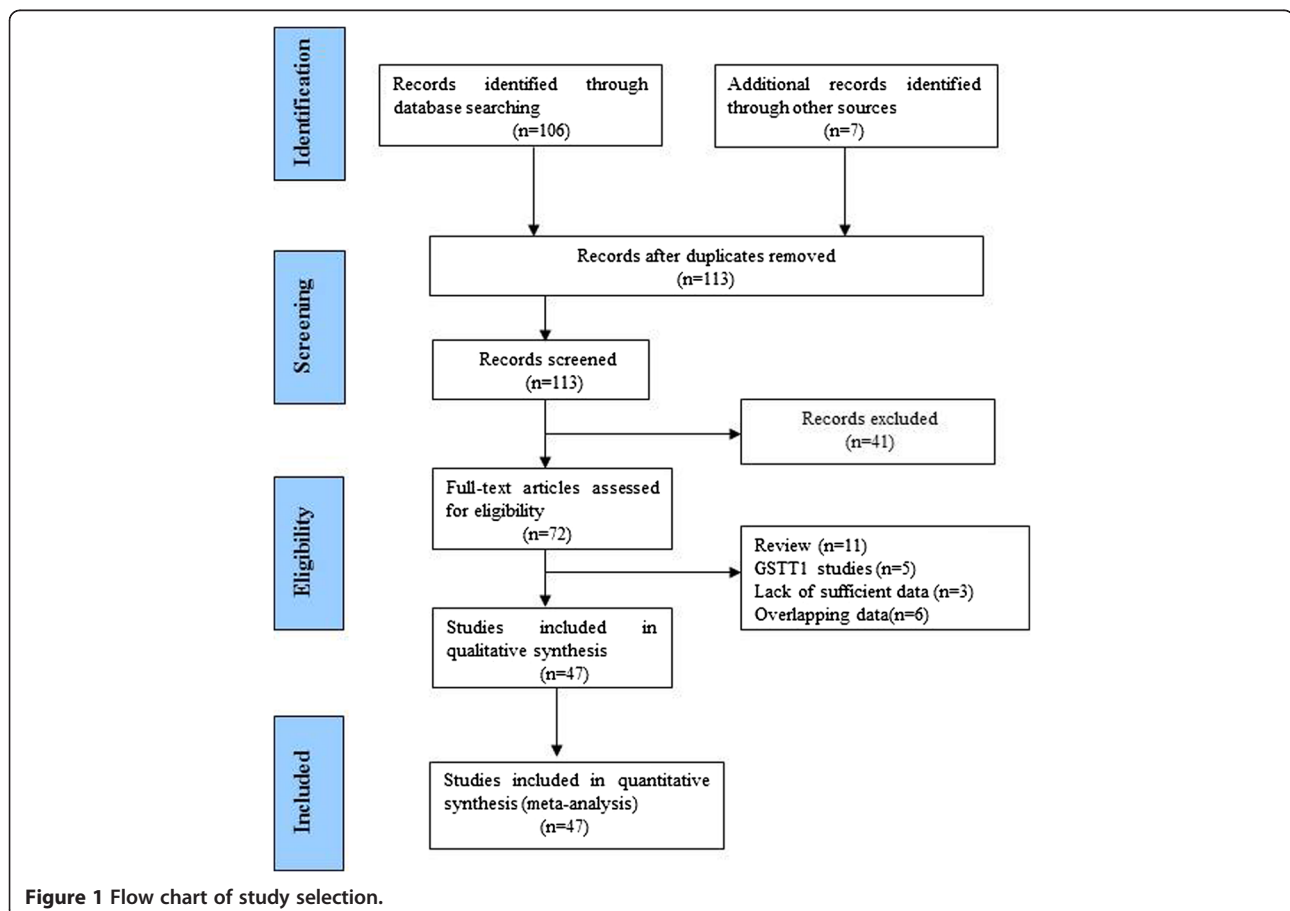 Identification
Records identified through
database searching
(n=106)
Additional records identified
through other sources
(n=7)
Screening
Records after duplicates removed
(n=113)
Records screened
(n=113)
Records excluded
(n=41)
Eligibility
Full-text articles assessed
for eligibility
(n=72)
Review (n=11)
GSTT1 studies (n=5)
Lack of sufficient data (n=3)
Overlapping data(n=6)
Studies included in
qualitative synthesis
(n=47)
Included
Studies included in quantitative
synthesis (meta-analysis)
(n=47)
Figure 1 Flow chart of study selection.